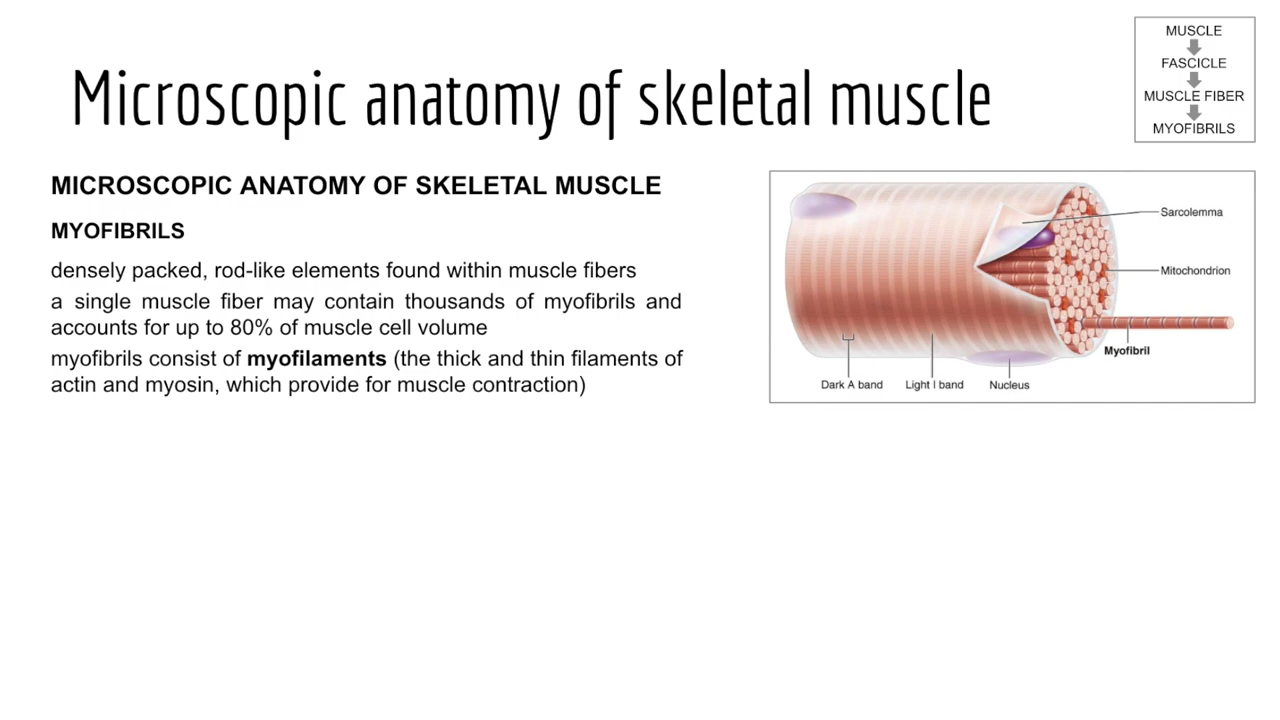 Microscopic anatomy of skeletal muscle
MUSCLE
FASCICLE
MUSCLE FIBER
MYOFIBRILS
MICROSCOPIC ANATOMY OF SKELETAL MUSCLE
MYOFIBRILS
densely packed, rod-like elements found within muscle fibers
a single muscle fiber may contain thousands of myofibrils and
accounts for up to 80% of muscle cell volume
myofibrils consist of myofilaments (the thick and thin filaments of
actin and myosin, which provide for muscle contraction)
Sarcolemma
Mitochondrion
Myofibril
Dark A band
Light I band
Nucleus